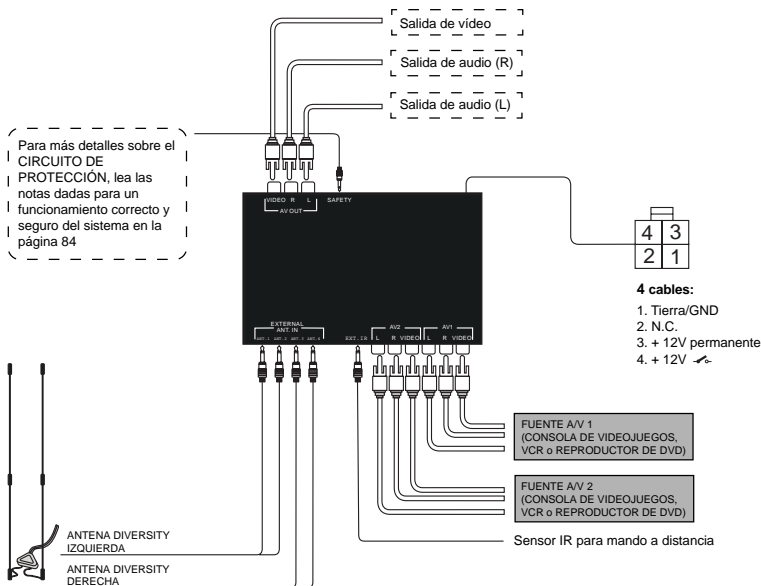 Salida de vídeo
Salida de audio (R)
Salida de audio (L)
Para más detalles sobre el
CIRCUITO DE
PROTECCIÓN, lea las
notas dadas para un
funcionamiento correcto y
seguro del sistema en la
página 84
VIDEO R L SAFETY
AV OUT
4 3
2 1
4 cables:
1. Tierra/GND
2. N.C.
3. + 12V permanente
4. + 12V
EXTERNAL
ANT. IN
ANT.1 ANT.2 ANT.3 ANT.4
EXT.IR
AV2
L R VIDEO
AV1
L R VIDEO
FUENTE A/V 1
(CONSOLA DE VIDEOJUEGOS,
VCR o REPRODUCTOR DE DVD)
FUENTE A/V 2
(CONSOLA DE VIDEOJUEGOS,
VCR o REPRODUCTOR DE DVD)
Sensor IR para mando a distancia
ANTENA DIVERSITY
IZQUIERDA
ANTENA DIVERSITY
DERECHA